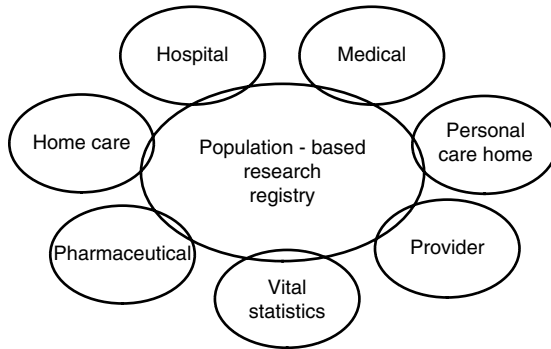 Hospital
Medical
Home care
Population - based
research
registry
Personal
care home
Pharmaceutical
Provider
Vital
statistics